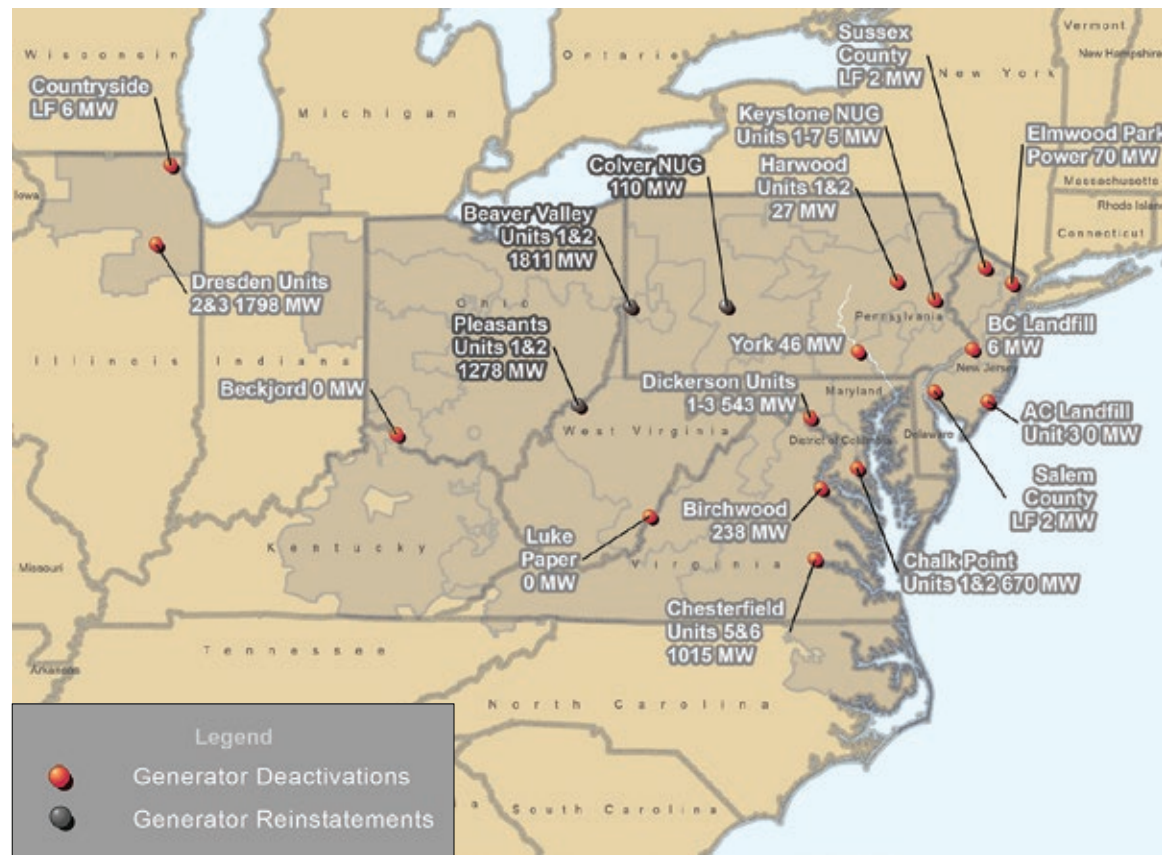 Wisconsin
Countryside
LF 6 MW
Michigan
Ontario
Sussex
County
LF 2 MW
Vermont
New Hampshire
New York
Keystone NUG
Units 1-7 5 MW
Elmwood Park
Power 70 MW
Massachusetts
Rhode Island
Connecticut
Iowa
Colver NUG
110 MW
Harwood
Units 1&2
27 MW
Beaver Valley
Units 1&2
1811 MW
Dresden Units
2&3 1798 MW
Ohio
Pennsylvania
Pleasants
Units 1&2
1278 MW
York 46 MW
BC Landfill
6 MW
New Jersey
Illinois
Indiana
Beckjord 0 MW
Dickerson Units
1-3 543 MW
Maryland
West Virginia
District of Columbia
Delaware
AC Landfill
Unit 3 0 MW
Salem
County
LF 2 MW
Birchwood
238 MW
Luke
Paper
0 MW
Kentucky
Virginia
Chalk Point
Units 1&2 670 MW
Missouri
Chesterfield
Units 5&6
1015 MW
Tennessee
Arkansas
North Carolina
South Carolina
Legend
Generator Deactivations
Generator Reinstatements